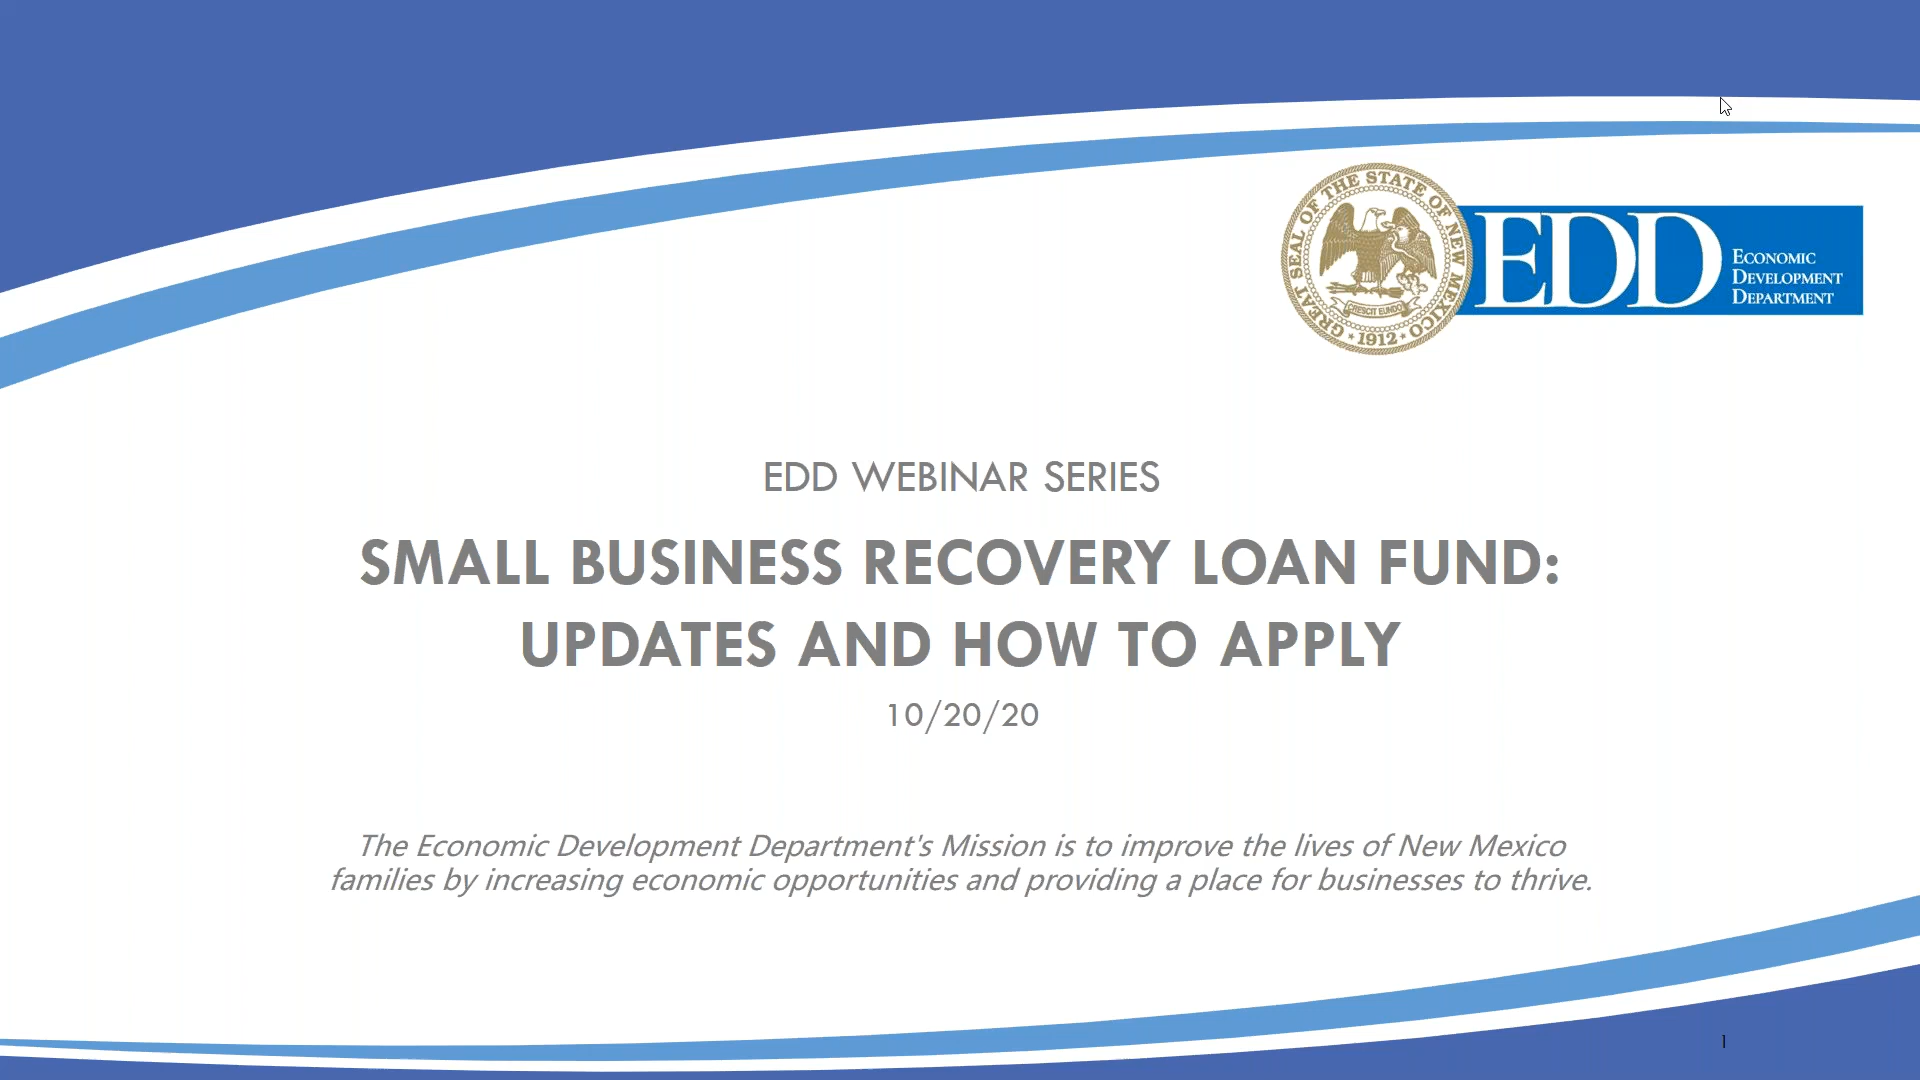 GREAT SEAL OF THE STATE OF NEW MEXICO
CRESCIT EUNDO
* 1912 *
EDD
ECONOMIC
DEVELOPMENT
DEPARTMENT
EDD WEBINAR SERIES
SMALL BUSINESS RECOVERY LOAN FUND:
UPDATES AND HOW TO APPLY
10/20/20
The Economic Development Department's Mission is to improve the lives of New Mexico
families by increasing economic opportunities and providing a place for businesses to thrive.
1